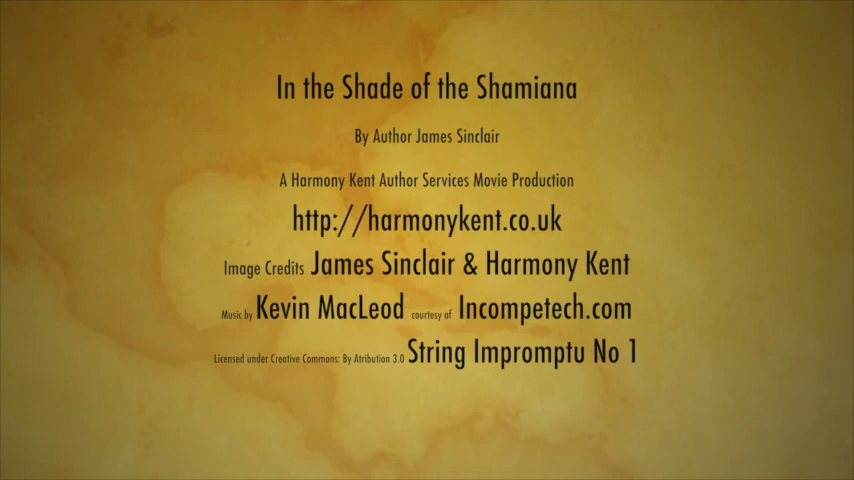 In the Shade of the Shamiana
By Author James Sinclair
A Harmony Kent Author Services Movie Production
http://harmonykent.co.uk
Image Credits James Sinclair & Harmony Kent
Music by Kevin MacLeod courtesy of Incompetech.com
Licensed under Creative Commons: By Atribution 3.0 String Impromptu No 1